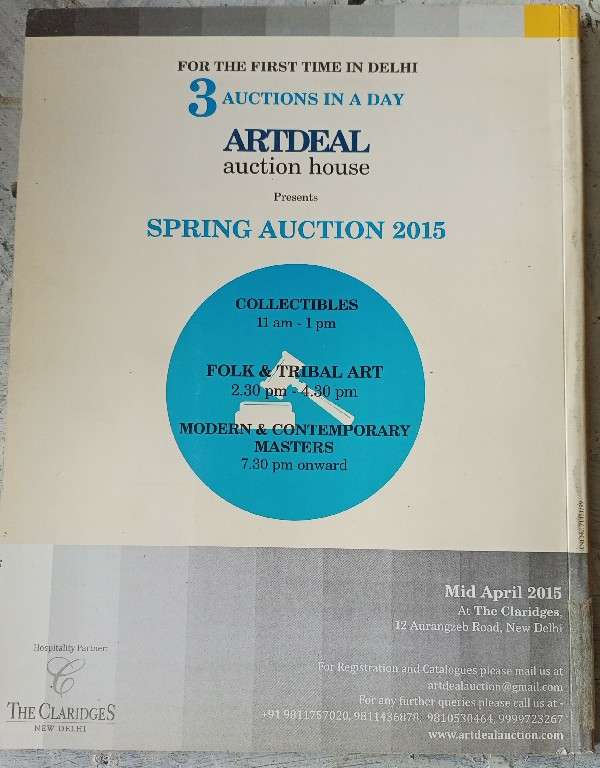 FOR THE FIRST TIME IN DELHI
3 AUCTIONS IN A DAY
ARTDEAL
auction house
Presents
SPRING AUCTION 2015
COLLECTIBLES
11 am - 1 pm
FOLK & TRIBAL ART
2.30 pm - 4.30 pm
MODERN & CONTEMPORARY
MASTERS
7.30 pm onward
Mid April 2015
At The Claridges,
12 Aurangzeb Road, New Delhi
Hospitality Partner:
C
THE CLARIDGES
NEW DELHI
For Registration and Catalogues please mail us at
artdealauction@gmail.com
For any further queries please call us at -
+91 9811757020, 9811436878, 9810530464, 9999723267
www.artdealauction.com